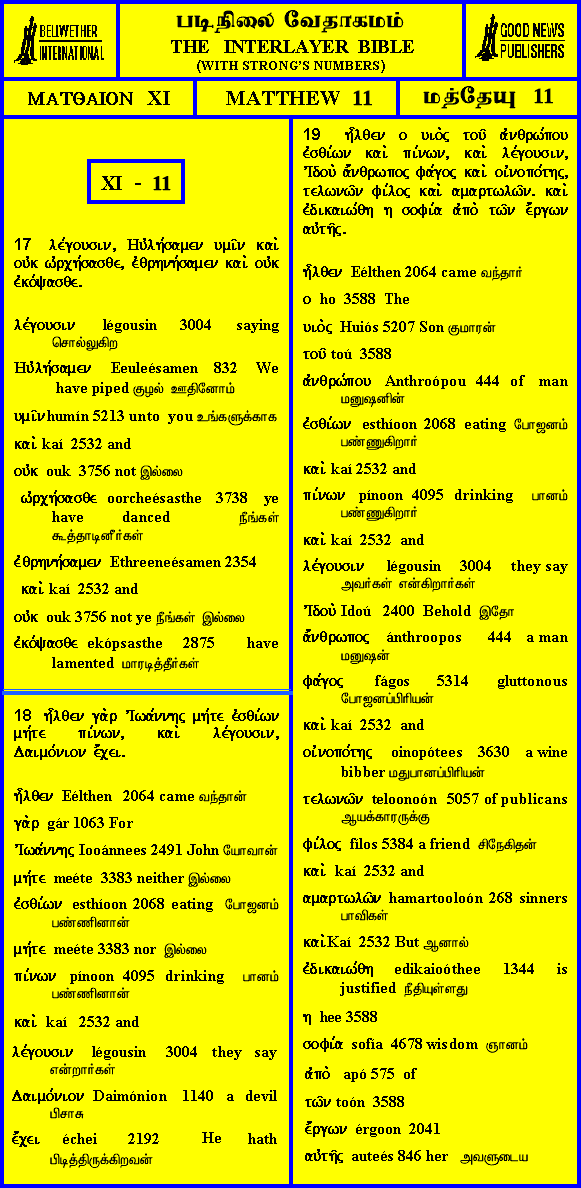 BELLWETHER
INTERNATIONAL
படிநிலை வேதாகமம்
THE INTERLAYER BIBLE
(WITH STRONG'S NUMBERS)
GOOD NEWS
PUBLISHERS
ΜΑΤΘΑΙΟΝ XI
MATTHEW 11
மத்தேயு 11
XI - 11
17 λέγουσιν, Ηὐλήσαμεν υμῖν καὶ
οὐκ ὠρχήσασθε, ἐθρηνήσαμεν καὶ οὐκ
ἐκόψασθε.
λέγουσιν légousin 3004 saying
சொல்லுகிற
Ηὐλήσαμεν Eeuleésamen 832 We
have piped குழல் ஊதினோம்
υμῖν humín 5213 unto you உங்களுக்காக
καὶ kaí 2532 and
οὐκ ouk 3756 not இல்லை
ὠρχήσασθε oorcheésasthe 3738 ye
have danced நீங்கள்
கூத்தாடினீர்கள்
ἐθρηνήσαμεν Ethreeneésamen 2354
καὶ kaí 2532 and
οὐκ ouk 3756 not ye நீங்கள் இல்லை
ἐκόψασθε ekópsasthe 2875 have
lamented மாரடித்தீர்கள்
18 ἦλθεν γὰρ Ἰωάννης μήτε ἐσθίων
μήτε πίνων, καὶ λέγουσιν,
Δαιμόνιον ἔχει.
ἦλθεν Eélthen 2064 came வந்தான்
γὰρ gár 1063 For
Ἰωάννης Iooánnees 2491 John யோவான்
μήτε meéte 3383 neither இல்லை
ἐσθίων esthíoon 2068 eating போஜனம்
பண்ணினான்
μήτε meéte 3383 nor இல்லை
πίνων pínoon 4095 drinking பானம்
பண்ணினான்
καὶ kaí 2532 and
λέγουσιν légousin 3004 they say
என்றார்கள்
Δαιμόνιον Daimónion 1140 a devil
பிசாசு
ἔχει échei 2192 He hath
பிடித்திருக்கிறவன்
19 ἦλθεν ο υιὸς τοῦ ἀνθρώπου
ἐσθίων καὶ πίνων, καὶ λέγουσιν,
Ἰδοὺ ἄνθρωπος φάγος καὶ οἰνοπότης,
τελωνῶν φίλος καὶ αμαρτωλῶν. καὶ
ἐδικαιώθη η σοφία ἀπὸ τῶν ἔργων
αὐτῆς.
ἦλθεν Eélthen 2064 came வந்தார்
ο ho 3588 The
υιὸς Huiós 5207 Son குமாரன்
τοῦ toú 3588
ἀνθρώπου Anthroópou 444 of man
மனுஷனின்
ἐσθίων esthíoon 2068 eating போஜனம்
பண்ணுகிறார்
καὶ kaí 2532 and
πίνων pínoon 4095 drinking பானம்
பண்ணுகிறார்
καὶ kaí 2532 and
λέγουσιν légousin 3004 they say
அவர்கள் என்கிறார்கள்
Ἰδοὺ Idoú 2400 Behold இதோ
ἄνθρωπος ánthroopos 444 a man
மனுஷன்
φάγος fágos 5314 gluttonous
போஜனப்பிரியன்
καὶ kaí 2532 and
οἰνοπότης oinopótees 3630 a wine
bibber மதுபானப்பிரியன்
τελωνῶν teloonoón 5057 of publicans
ஆயக்காரருக்கு
φίλος fílos 5384 a friend சிநேகிதன்
καὶ kaí 2532 and
αμαρτωλῶν hamartooloón 268 sinners
பாவிகள்
καὶ Kaí 2532 But ஆனால்
ἐδικαιώθη edikaioóthee 1344 is
justified நீதியுள்ளது
η hee 3588
σοφία sofía 4678 wisdom ஞானம்
ἀπὸ apó 575 of
τῶν toón 3588
ἔργων érgoon 2041
αὐτῆς auteés 846 her அவளுடைய